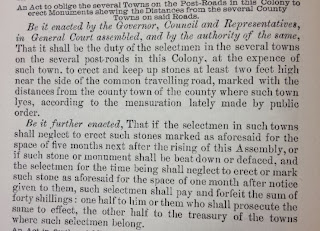 An Act to oblige the several Towns on the Post-Roads in this Colony to
erect Monuments shewing the Distances from the several County
Towns on said Roads.
Be it enacted by the Governor, Council and Representatives,
in General Court assembled, and by the authority of the same,
That it shall be the duty of the selectmen in the several towns
on the several post-roads in this Colony, at the expence of
such town, to erect and keep up stones at least two feet high
near the side of the common travelling road, marked with the
distances from the county town of the county where such town
lyes, according to the mensuration lately made by public
order.
Be it further enacted, That if the selectmen in such towns
shall neglect to erect such stones marked as aforesaid for the
space of five months next after the rising of this Assembly, or
if such stone or monument shall be beat down or defaced, and
the selectmen for the time being shall neglect to erect or mark
such stone as aforesaid for the space of one month after notice
given to them, such selectmen shall pay and forfeit the sum of
forty shillings: one half to him or them who shall prosecute the
same to effect, the other half to the treasury of the towns
where such selectmen belong.